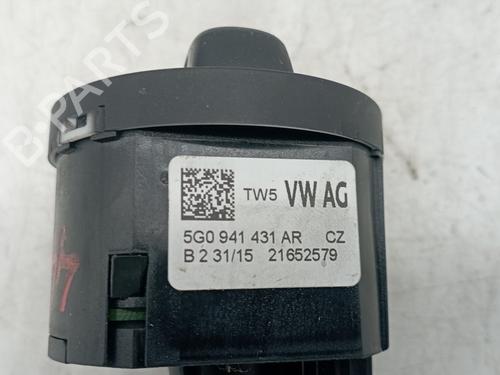 B-PARTS
TW5 VW AG
5G0 941 431 AR CZ
B 2 31/15 21652579